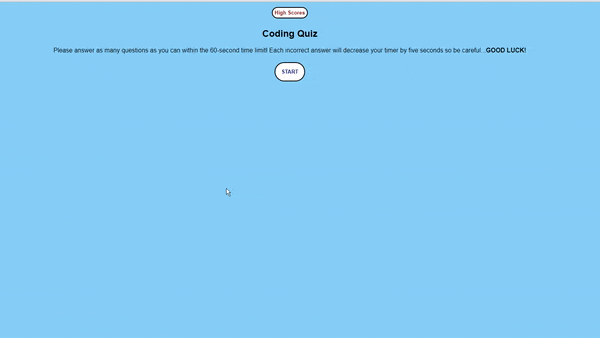 High Scores
Coding Quiz
Please answer as many questions as you can within the 60-second time limit! Each incorrect answer will decrease your timer by five seconds so be careful...GOOD LUCK!
START